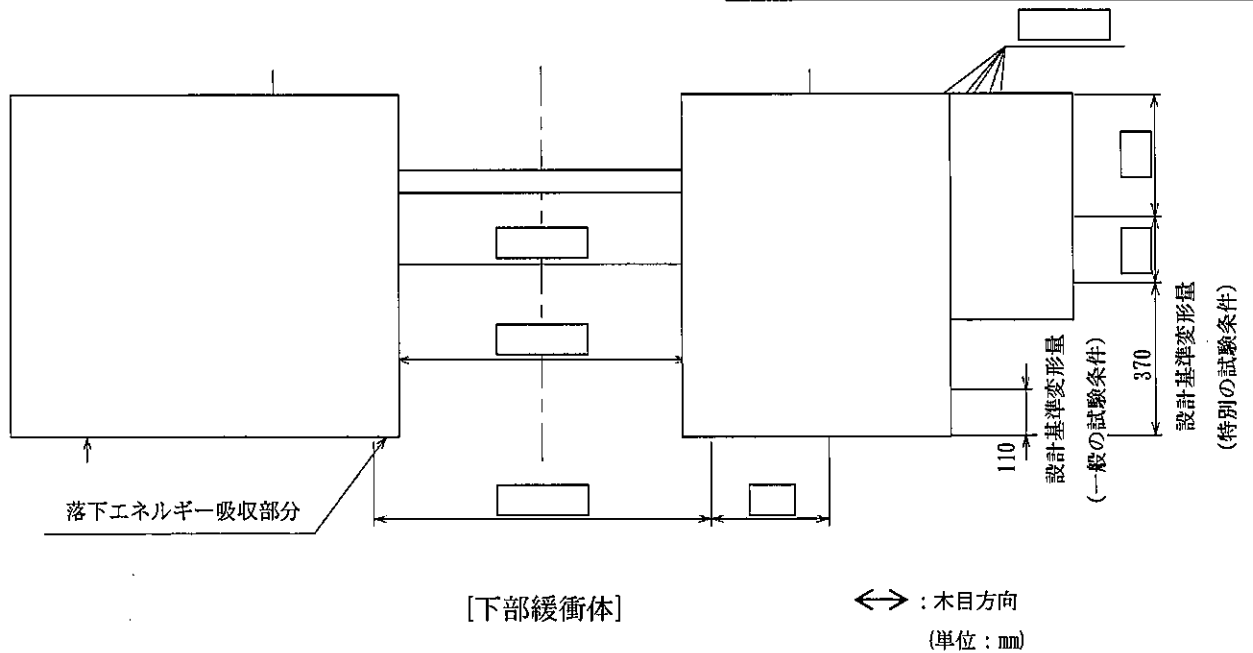 370
設計基準変形量
(特別の試験条件)
110
設計基準変形量
(一般の試験条件)
落下エネルギー吸収部分
[下部緩衝体]
：木目方向
(単位：mm)